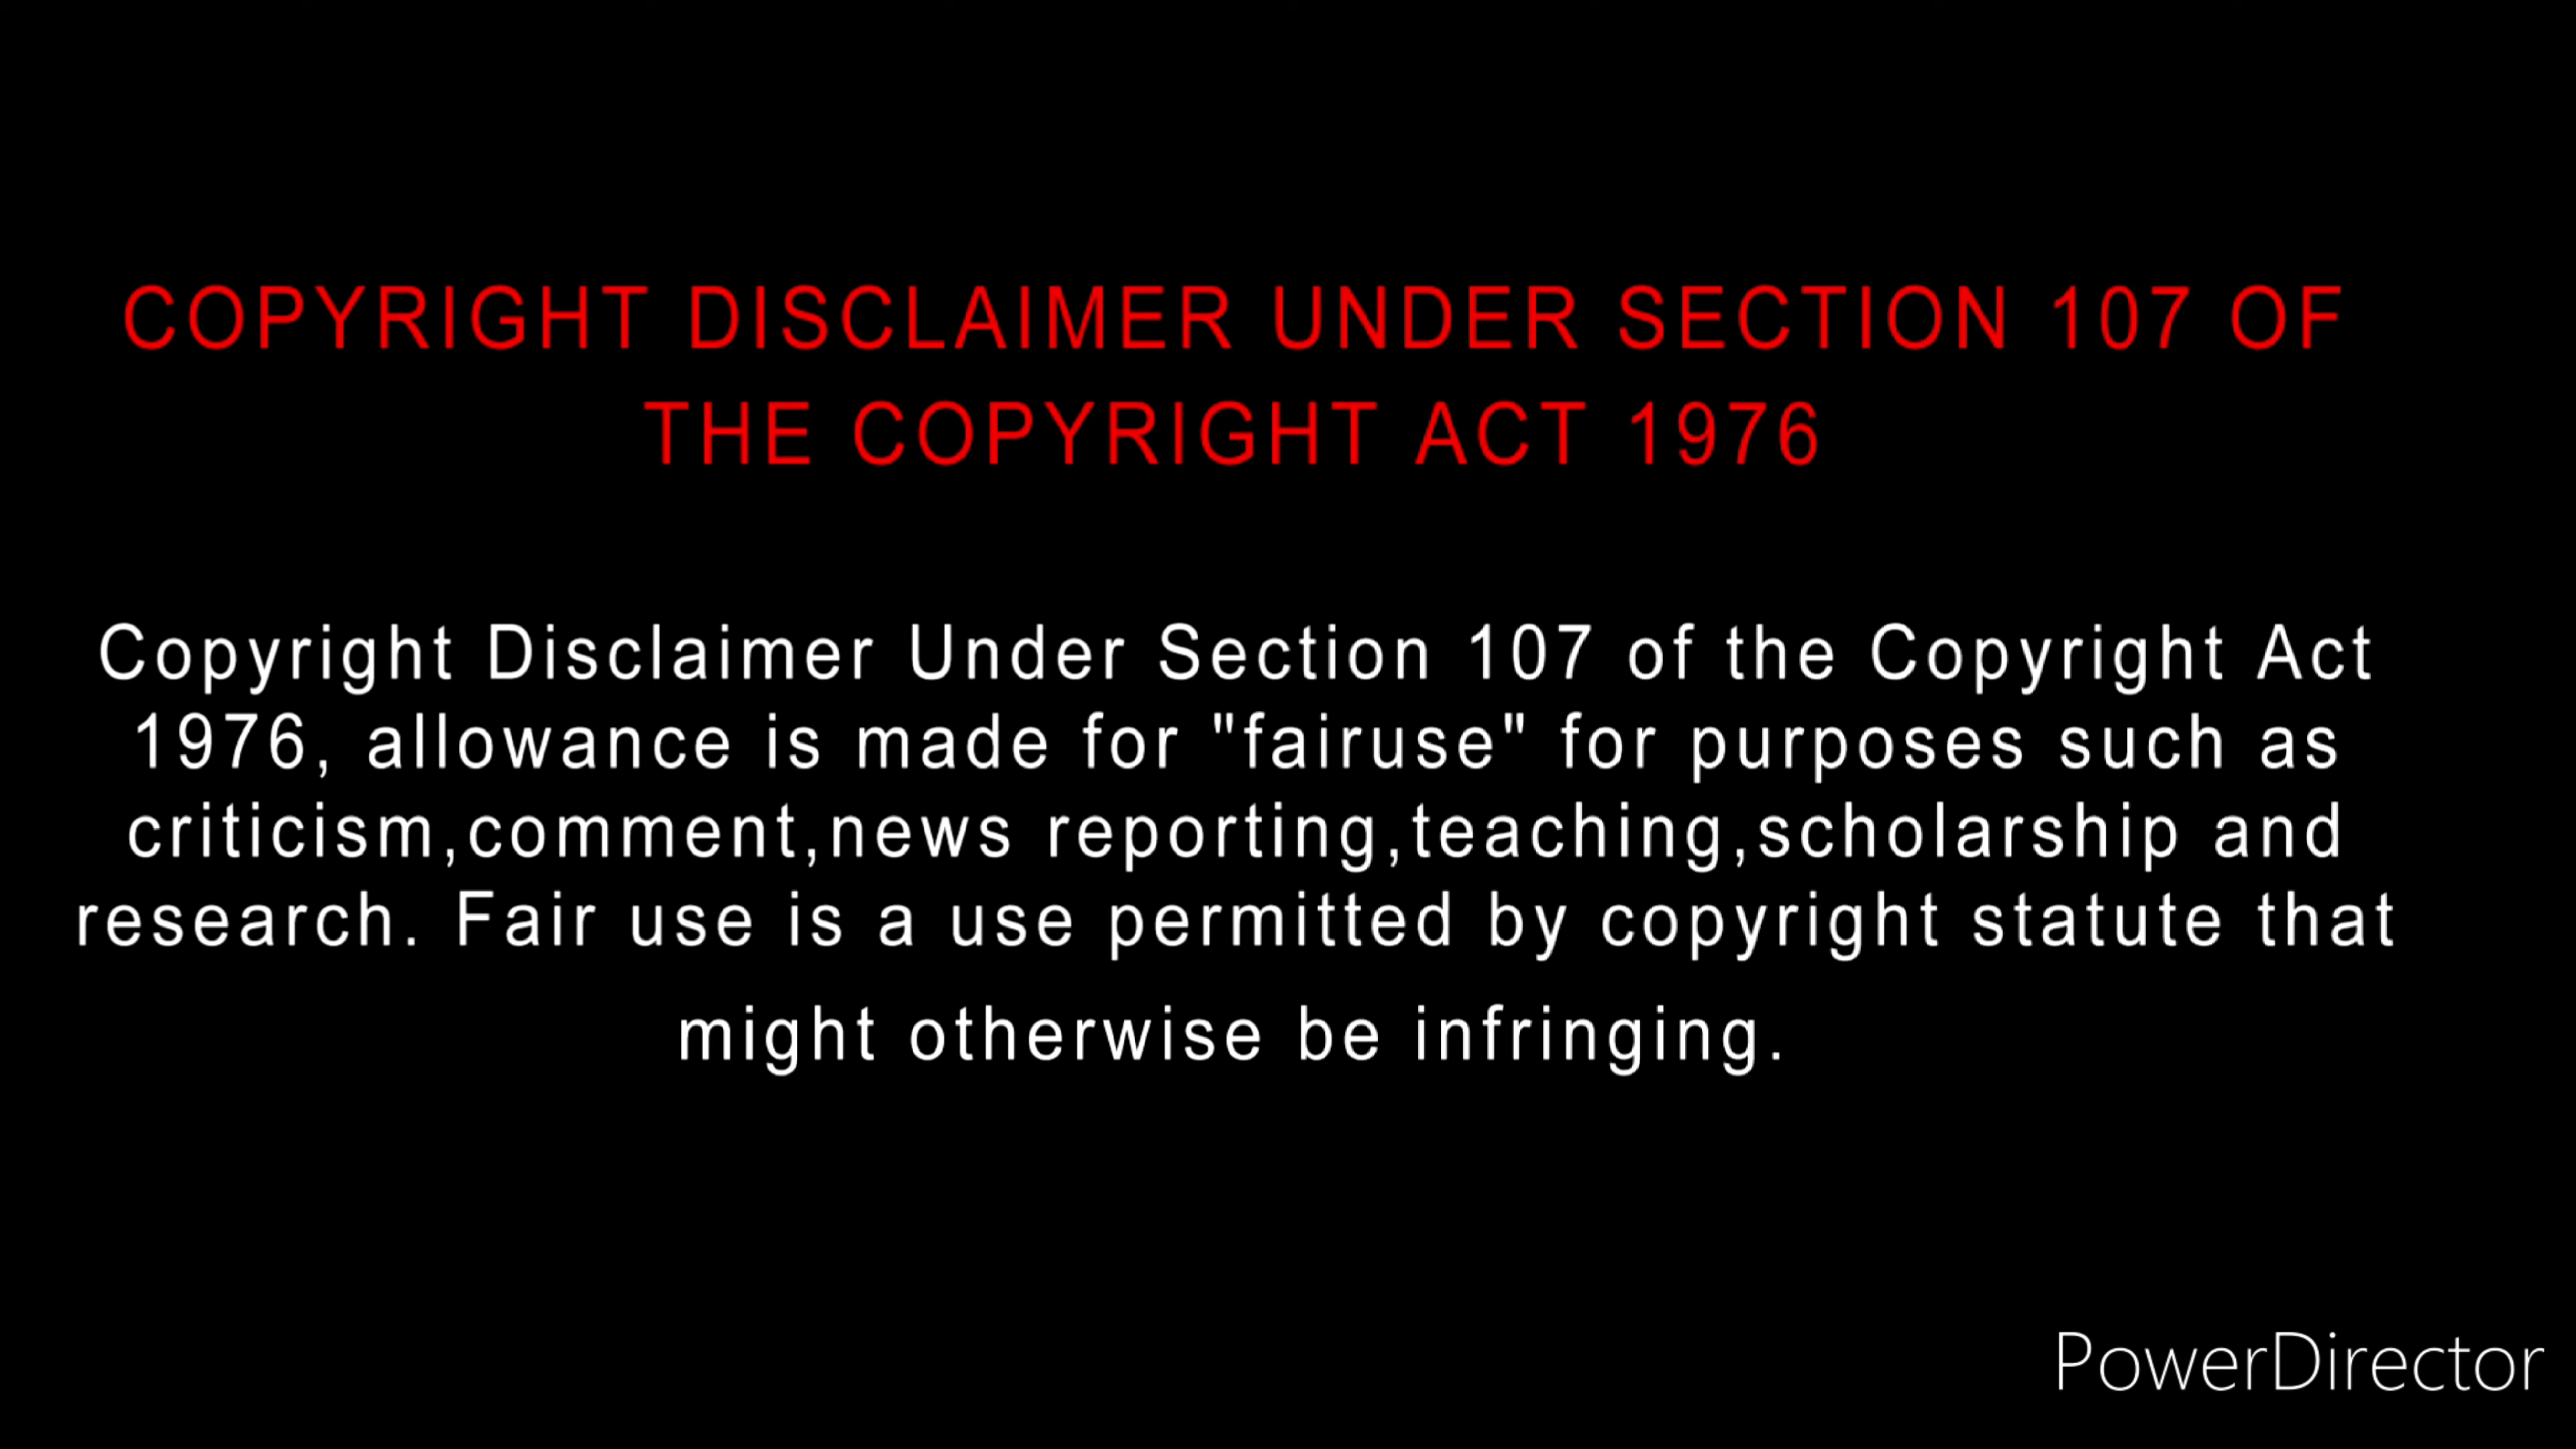 COPYRIGHT DISCLAIMER UNDER SECTION 107 OF
THE COPYRIGHT ACT 1976
Copyright Disclaimer Under Section 107 of the Copyright Act
1976, allowance is made for "fairuse" for purposes such as
criticism,comment,news reporting,teaching,scholarship and
research. Fair use is a use permitted by copyright statute that
might otherwise be infringing.
PowerDirector